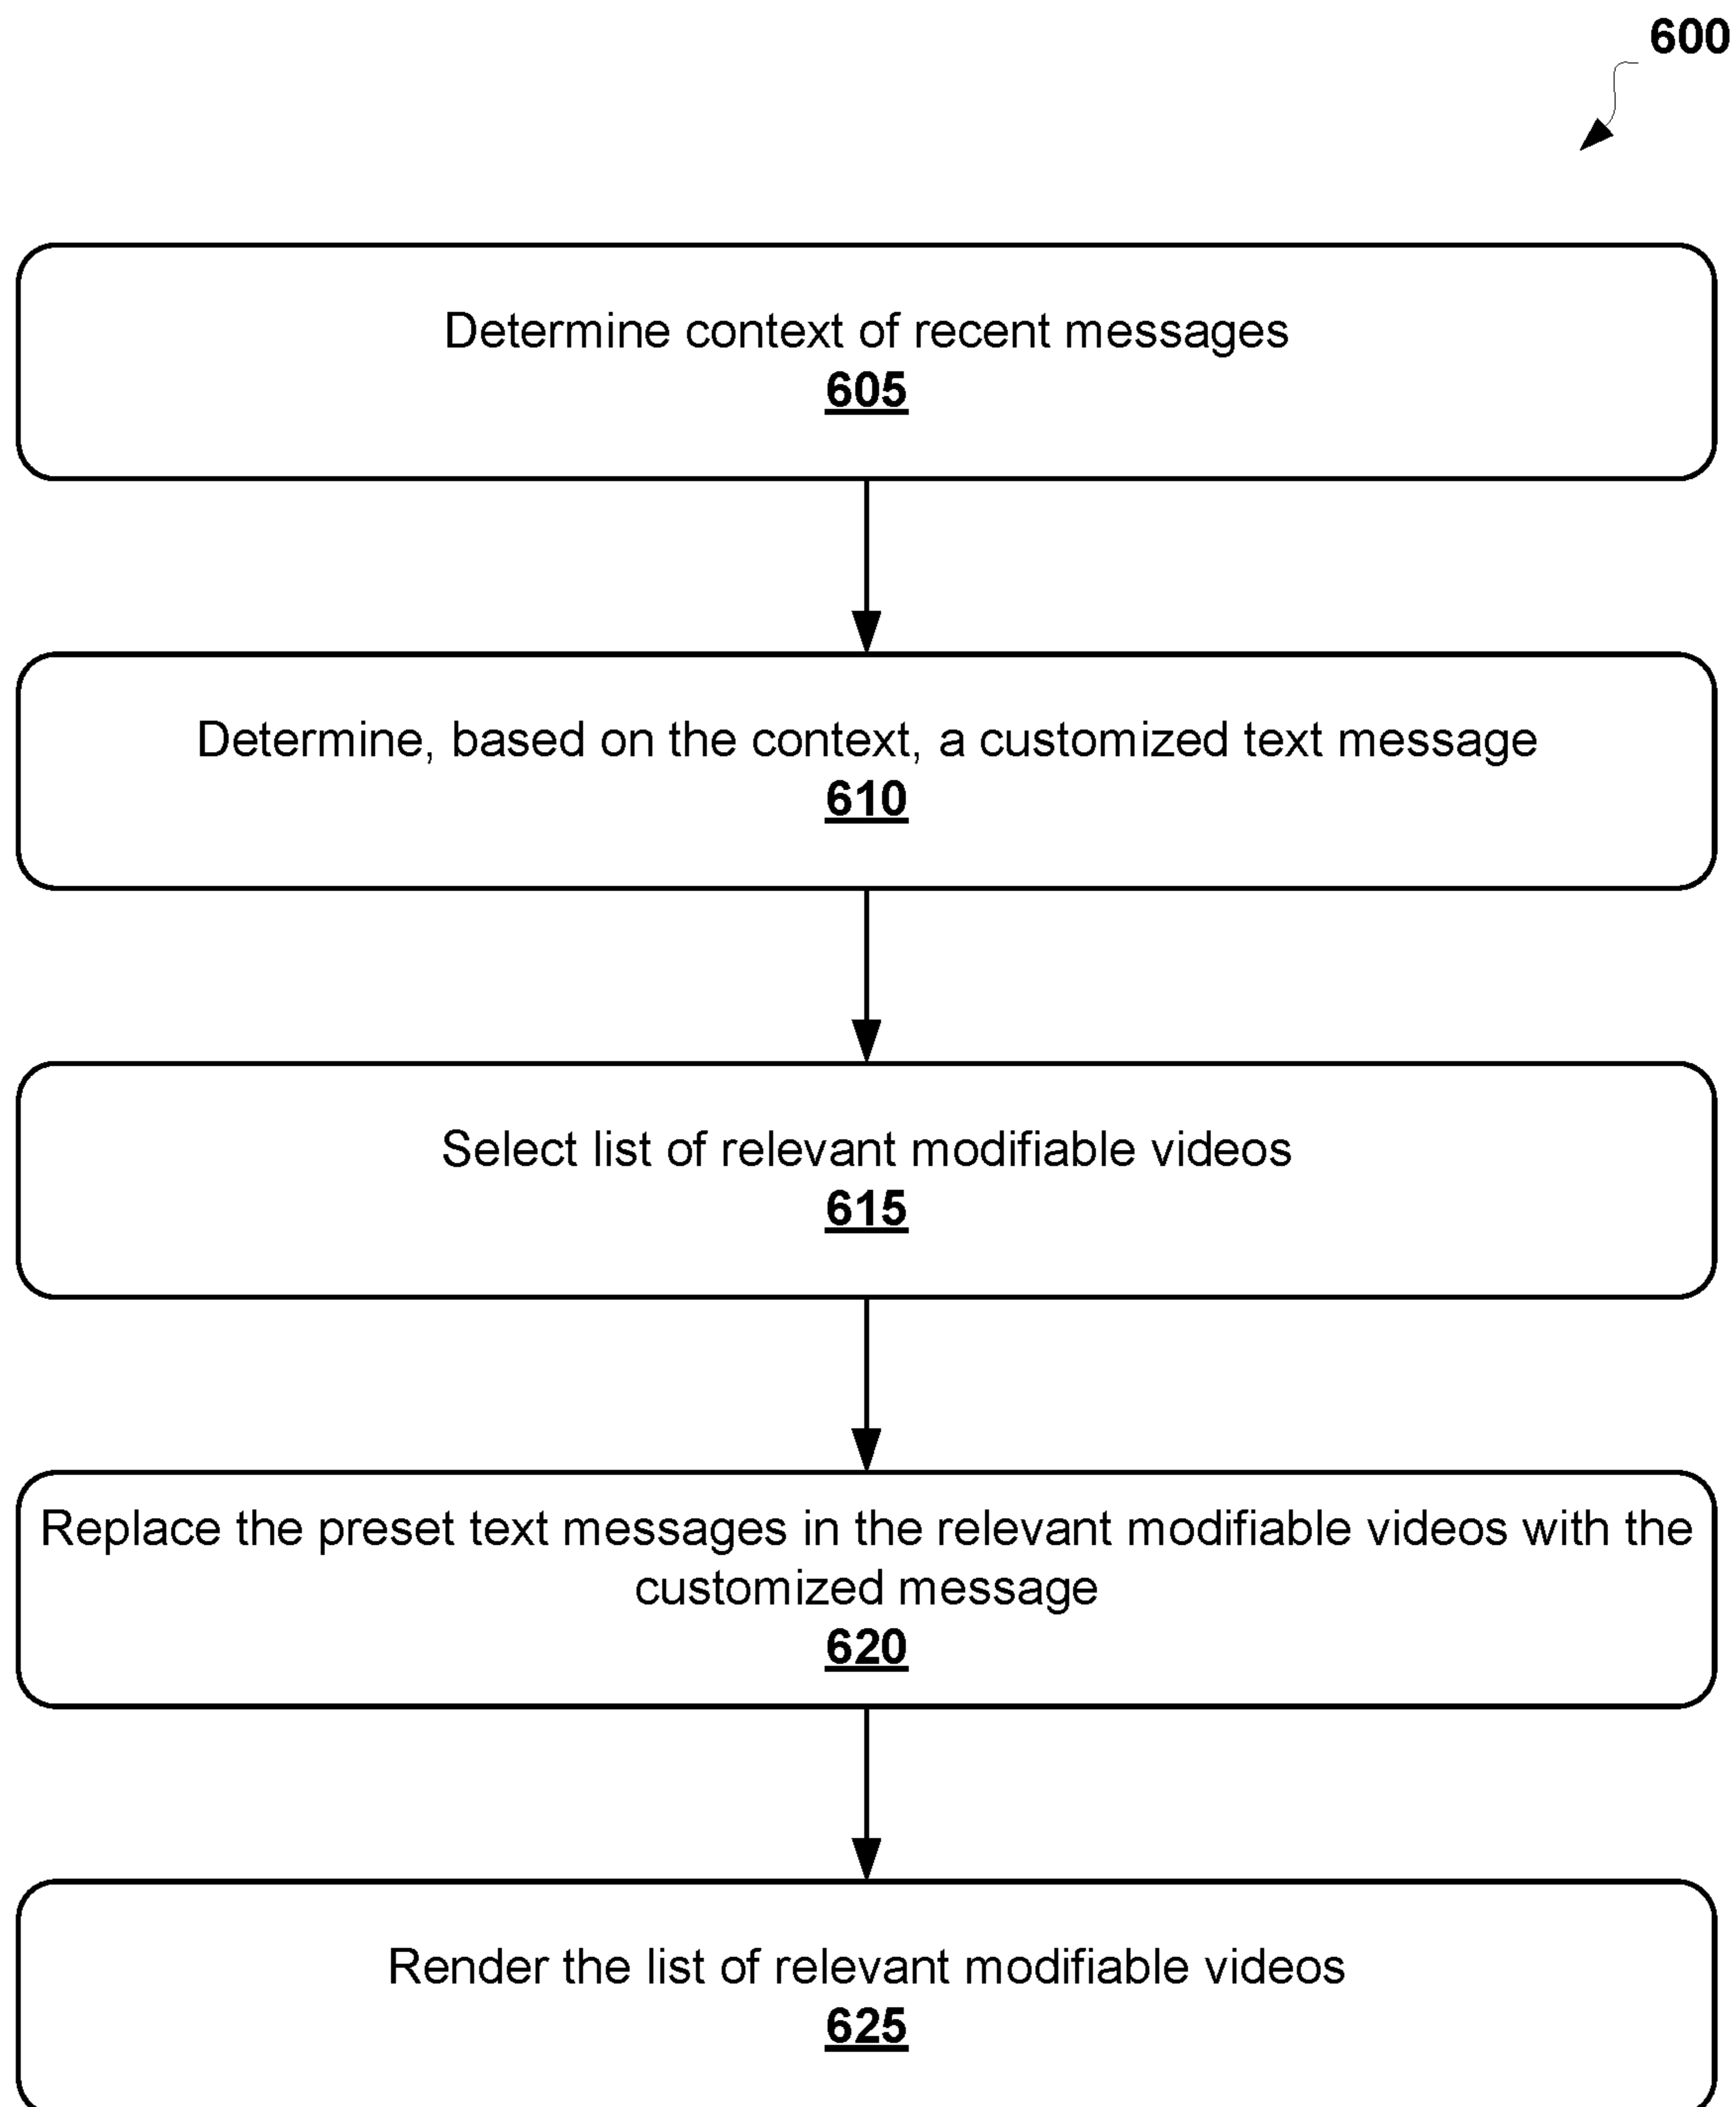 600
Determine context of recent messages
605
Determine, based on the context, a customized text message
610
Select list of relevant modifiable videos
615
Replace the preset text messages in the relevant modifiable videos with the
customized message
620
Render the list of relevant modifiable videos
625